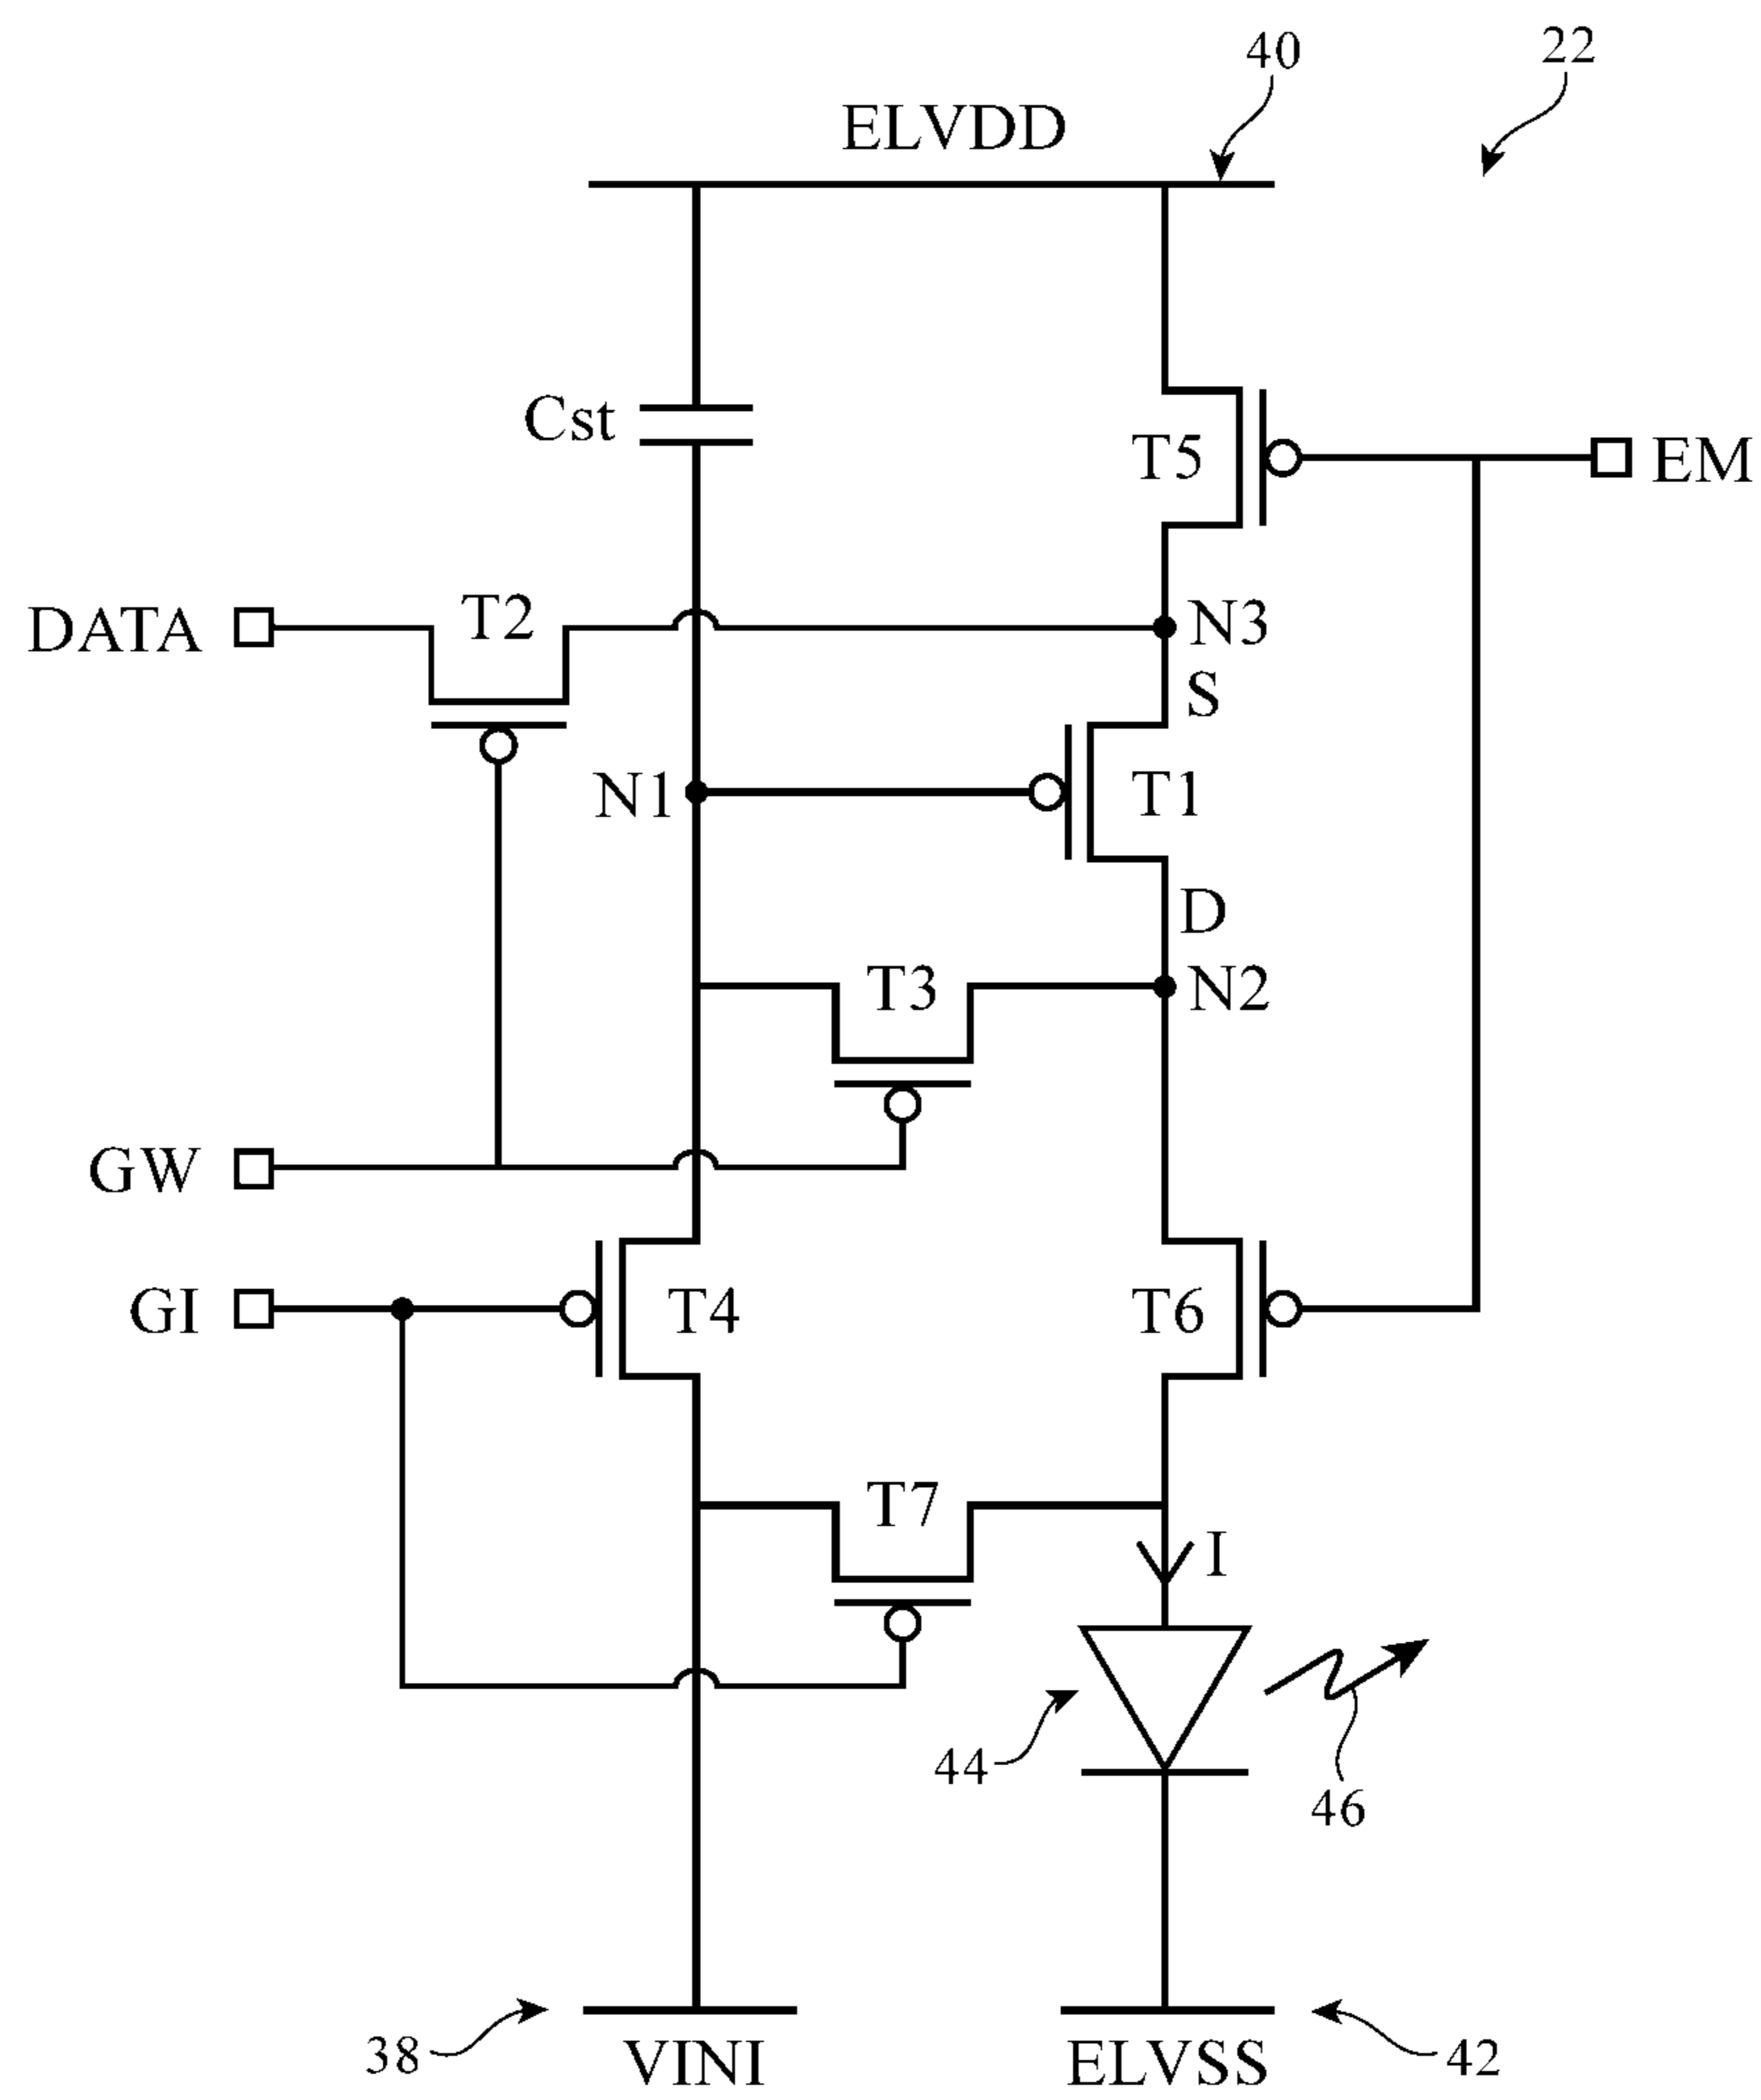 40
22
ELVDD
Cst
T5
EM
DATA
T2
N3
S
N1
T1
D
T3
N2
GW
GI
T4
T6
T7
I
44
46
38
VINI
ELVSS
42